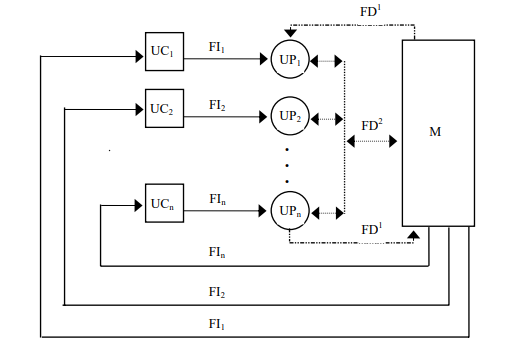 FD¹
UC₁ FI₁ UP₁
UC₂ FI₂ UP₂ FD² M
UCₙ FIₙ UPₙ FD¹
FIₙ
FI₂
FI₁